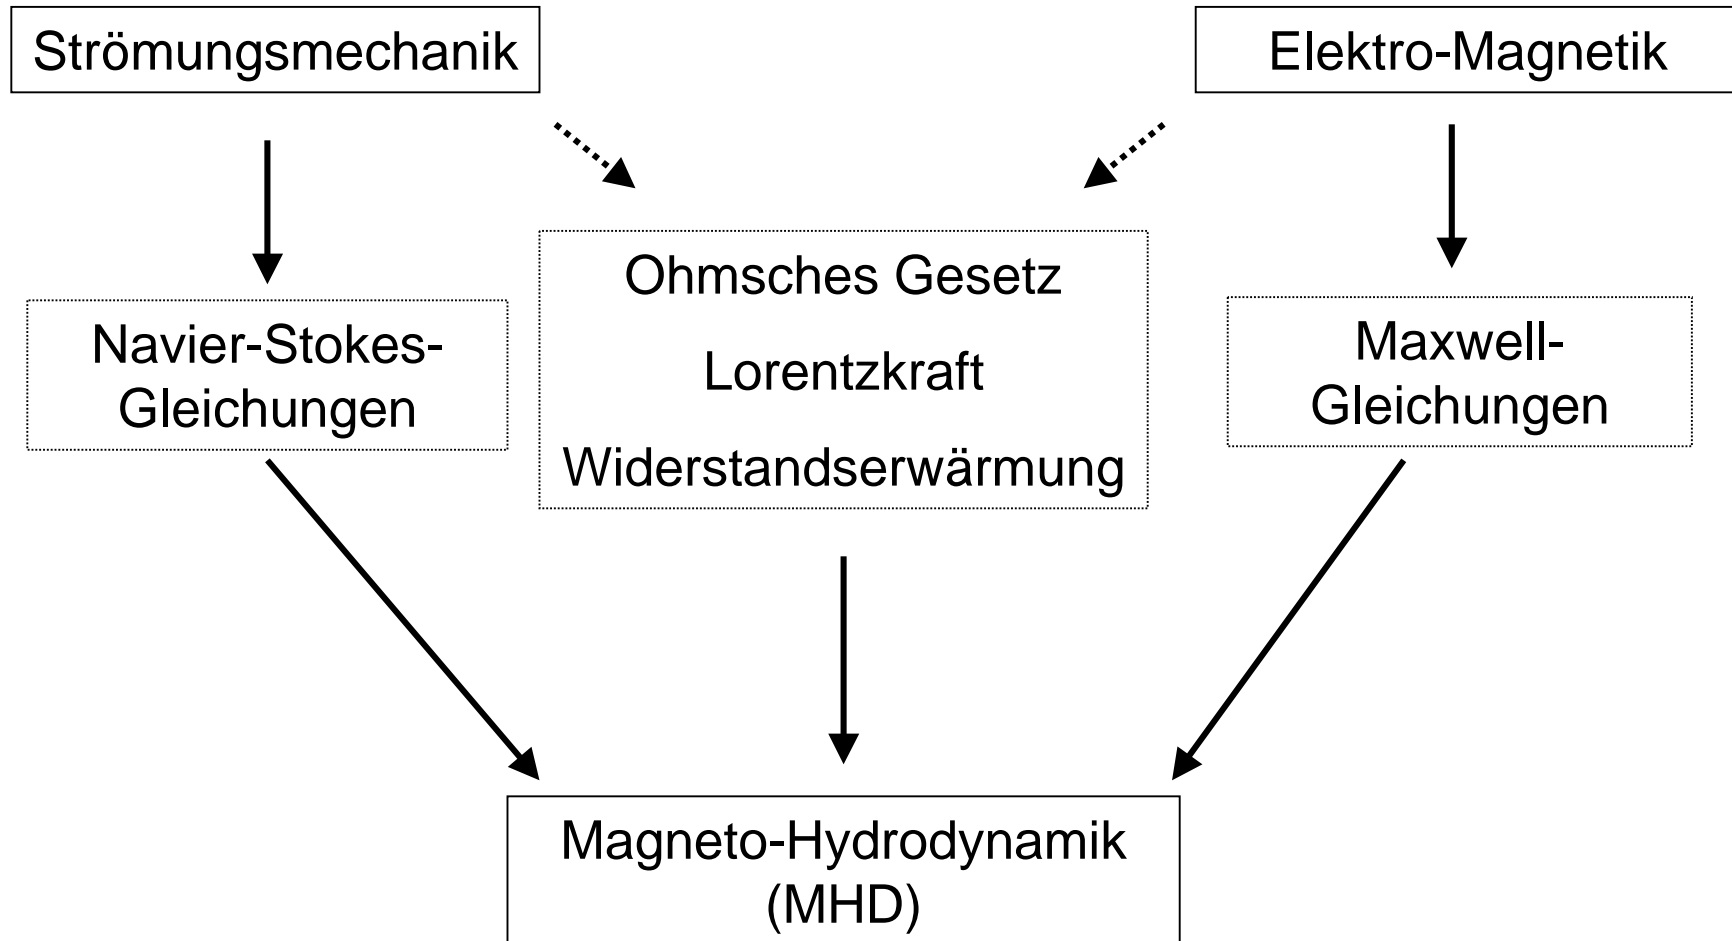 Strömungsmechanik
Elektro-Magnetik
Navier-Stokes-
Gleichungen
Ohmsches Gesetz
Lorentzkraft
Widerstandserwärmung
Maxwell-
Gleichungen
Magneto-Hydrodynamik
(MHD)